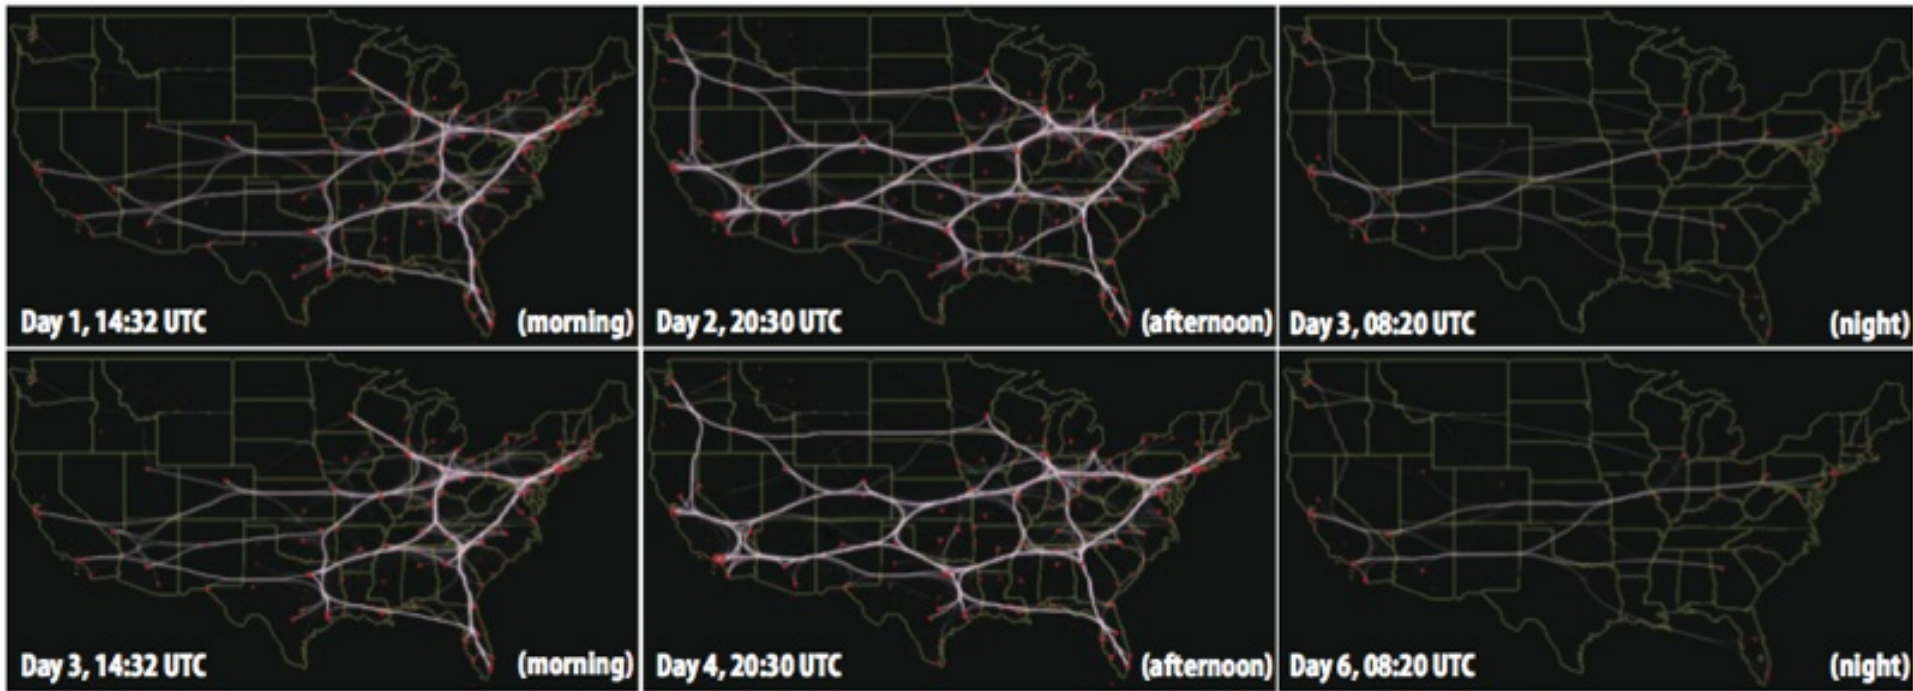 Day 1, 14:32 UTC
(morning)
Day 2, 20:30 UTC
(afternoon)
Day 3, 08:20 UTC
(night)
Day 3, 14:32 UTC
(morning)
Day 4, 20:30 UTC
(afternoon)
Day 6, 08:20 UTC
(night)